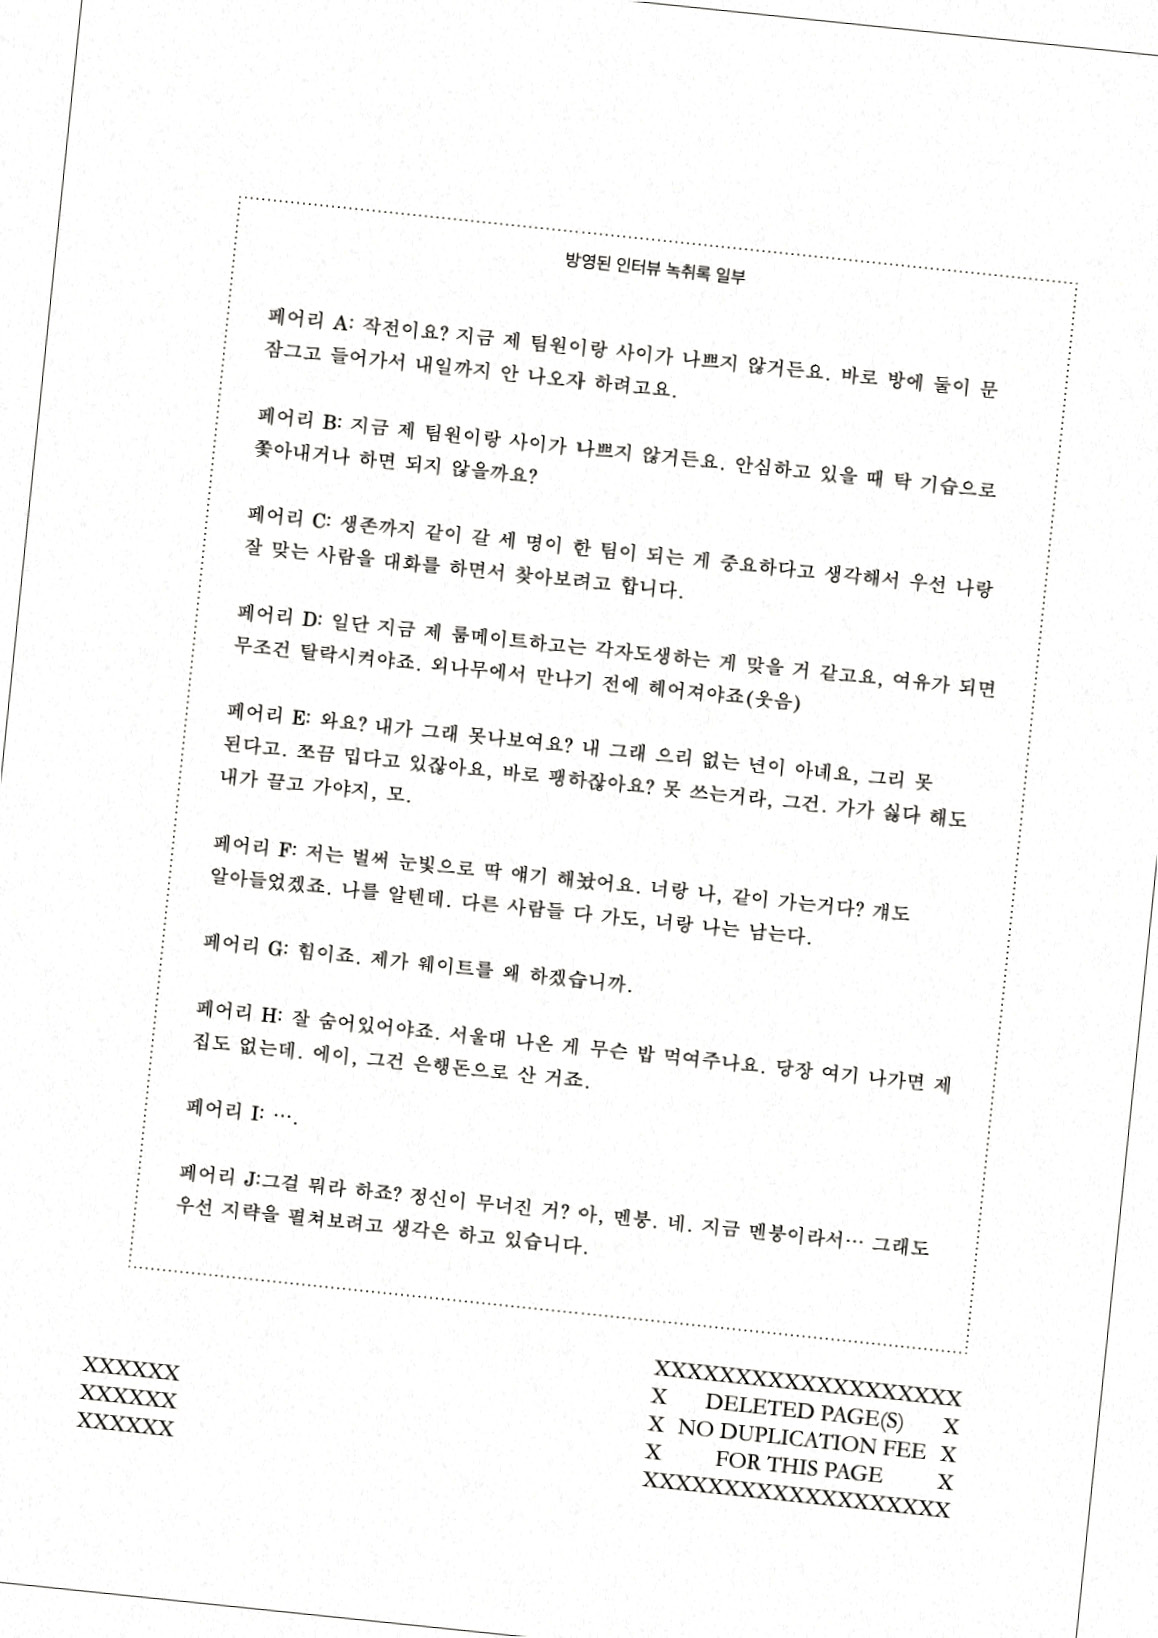 방영된 인터뷰 녹취록 일부
페어리 A: 작전이요? 지금 제 팀원이랑 사이가 나쁘지 않거든요. 바로 방에 둘이 문
잠그고 들어가서 내일까지 안 나오자 하려고요.
페어리 B: 지금 제 팀원이랑 사이가 나쁘지 않거든요. 안심하고 있을 때 탁 기습으로
쫓아내거나 하면 되지 않을까요?
페어리 C: 생존까지 같이 갈 세 명이 한 팀이 되는 게 중요하다고 생각해서 우선 나랑
잘 맞는 사람을 대화를 하면서 찾아보려고 합니다.
페어리 D: 일단 지금 제 룸메이트하고는 각자도생하는 게 맞을 거 같고요, 여유가 되면
무조건 탈락시켜야죠. 외나무에서 만나기 전에 헤어져야죠(웃음)
페어리 E: 와요? 내가 그래 못나보여요? 내 그래 으리 없는 년이 아녜요, 그리 못
된다고. 쪼끔 밉다고 있잖아요, 바로 팽하잖아요? 못 쓰는거라, 그건. 가가 싫다 해도
내가 끌고 가야지, 모.
페어리 F: 저는 벌써 눈빛으로 딱 얘기 해놨어요. 너랑 나, 같이 가는거다? 걔도
알아들었겠죠. 나를 알텐데. 다른 사람들 다 가도, 너랑 나는 남는다.
페어리 G: 힘이죠. 제가 웨이트를 왜 하겠습니까.
페어리 H: 잘 숨어있어야죠. 서울대 나온 게 무슨 밥 먹여주나요. 당장 여기 나가면 제
집도 없는데. 에이, 그건 은행돈으로 산 거죠.
페어리 I: ….
페어리 J:그걸 뭐라 하죠? 정신이 무너진 거? 아, 멘붕. 네. 지금 멘붕이라서… 그래도
우선 지략을 펼쳐보려고 생각은 하고 있습니다.
XXXXXX
XXXXXX
XXXXXX
XXXXXXXXXXXXXXXXXXX
X DELETED PAGE(S) X
X NO DUPLICATION FEE X
X FOR THIS PAGE X
XXXXXXXXXXXXXXXXXXX